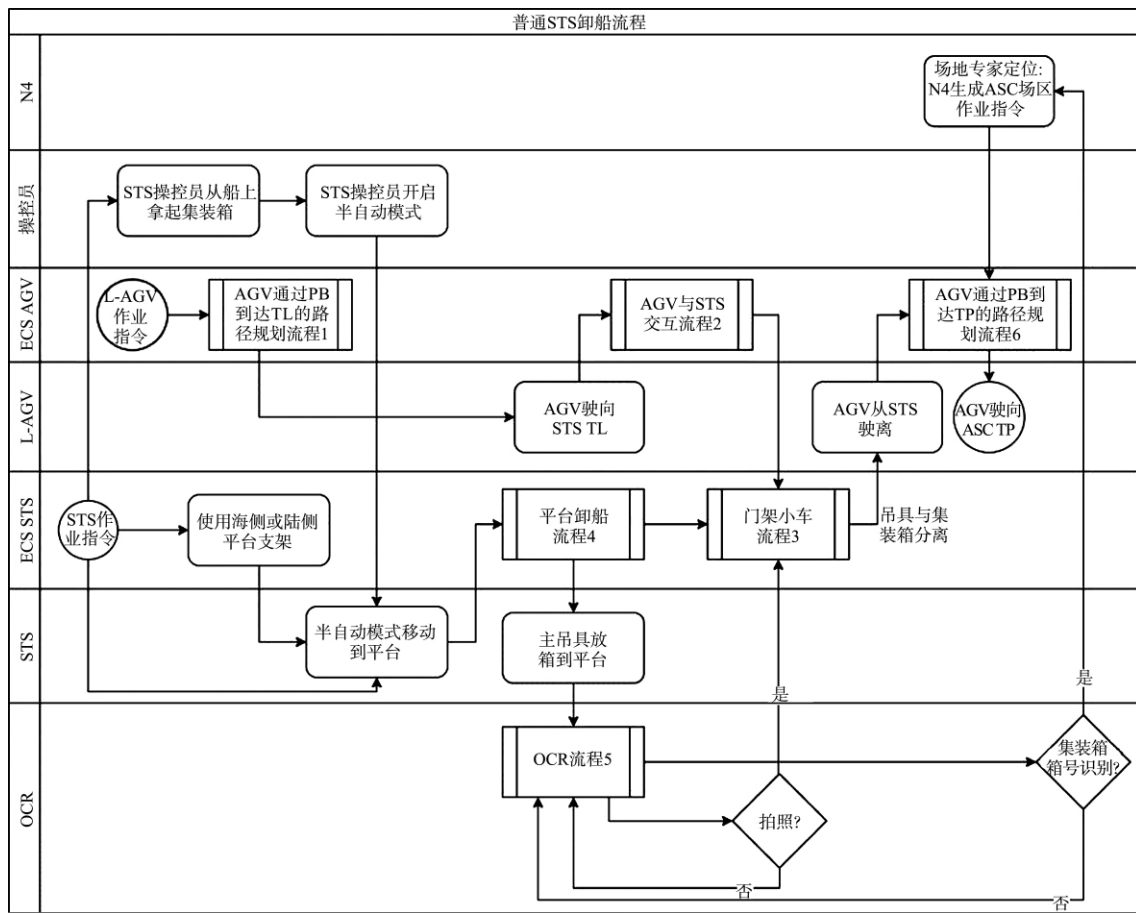 普通STS卸船流程
N4
场地专家定位:
N4生成ASC场区
作业指令
操控员
STS操控员从船上
拿起集装箱
STS操控员开启
半自动模式
ECS AGV
L-AGV
作业
指令
AGV通过PB
到达TL的路
径规划流程1
AGV与STS
交互流程2
AGV通过PB到
达TP的路径规
划流程6
L-AGV
AGV驶向
STS TL
AGV从STS
驶离
AGV驶向
ASC TP
ECS STS
STS作
业指令
使用海侧或陆侧
平台支架
平台卸船
流程4
门架小车
流程3
吊具与集
装箱分离
STS
半自动模式移动
到平台
主吊具放
箱到平台
是
是
OCR
OCR流程5
拍照?
集装箱
箱号识别?
否
否